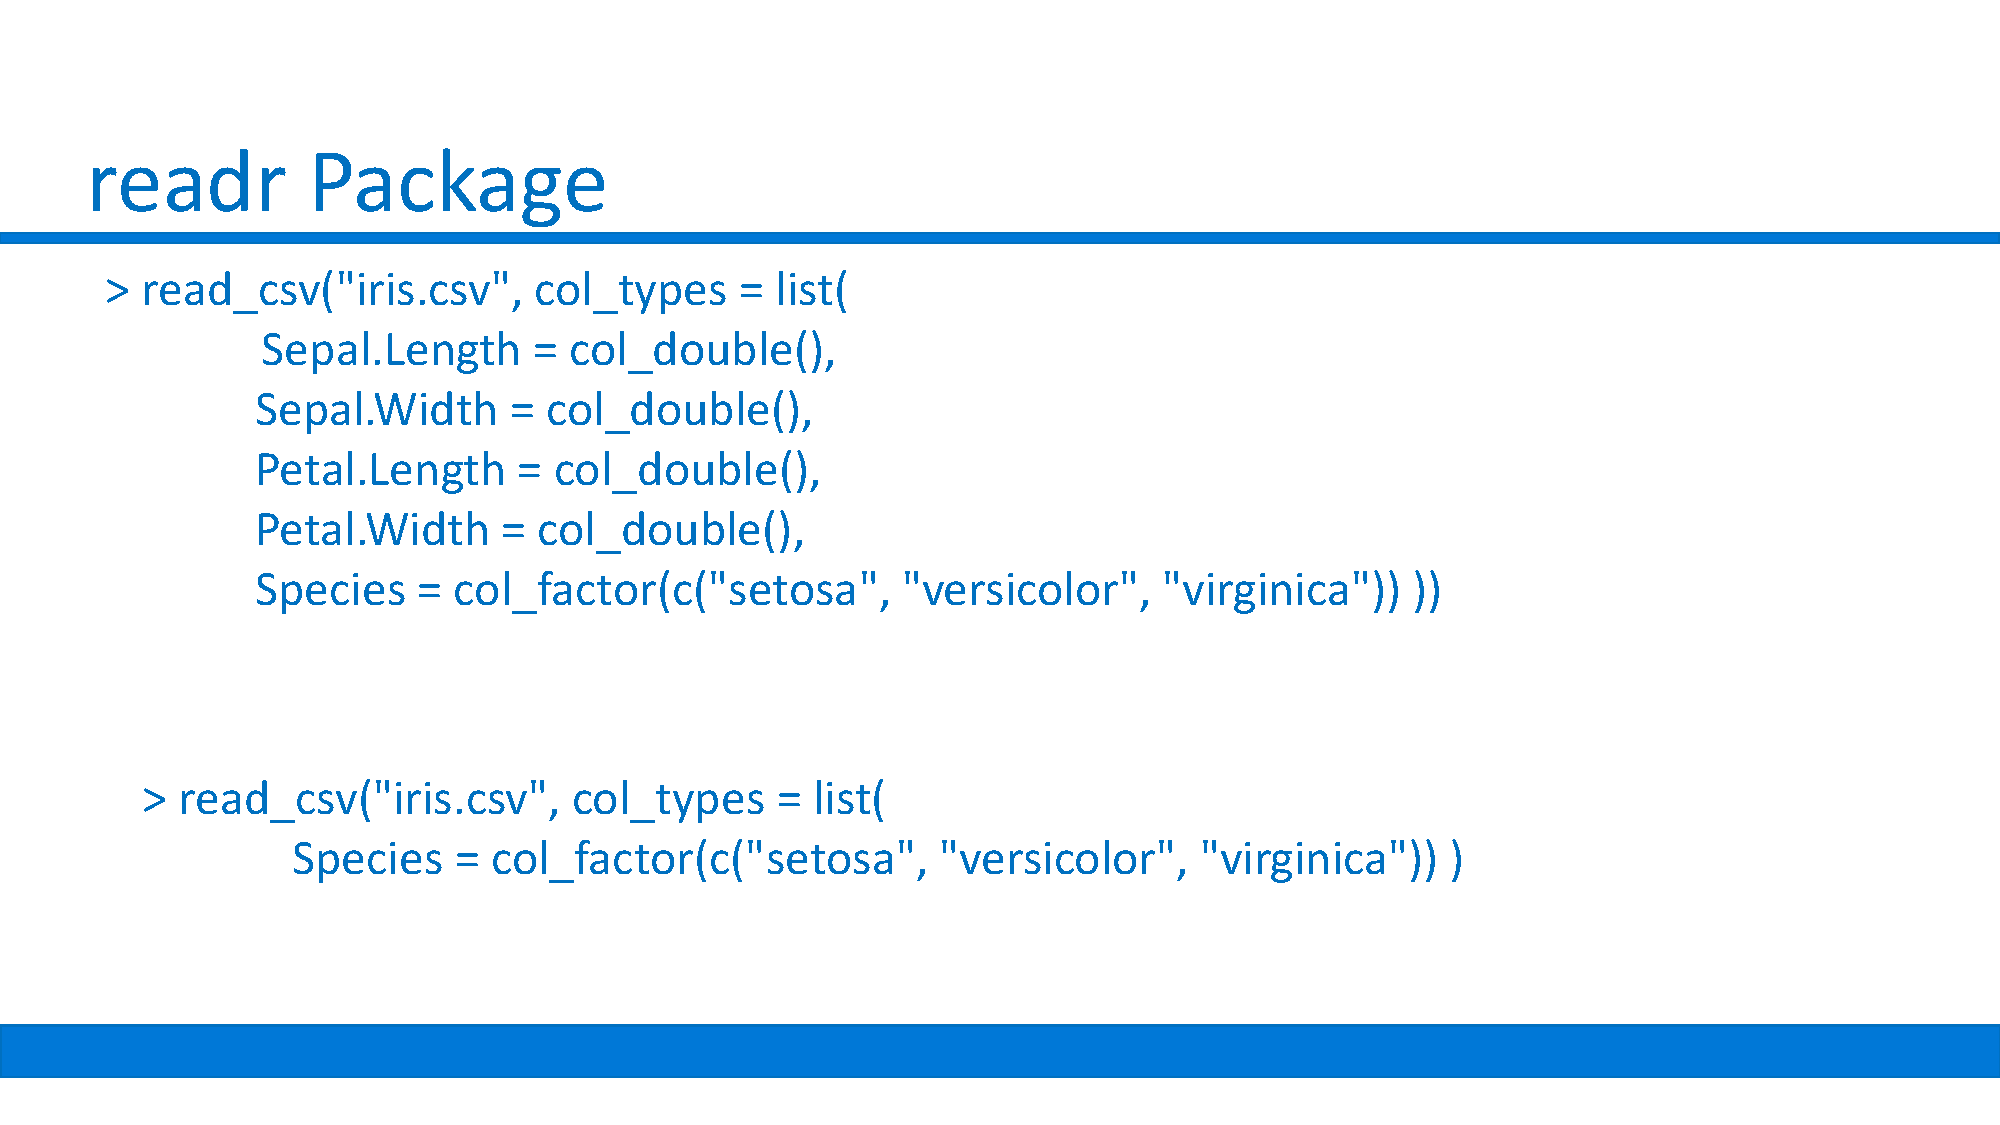 readr Package
> read_csv("iris.csv", col_types = list(
Sepal.Length = col_double(),
Sepal.Width = col_double(),
Petal.Length = col_double(),
Petal.Width = col_double(),
Species = col_factor(c("setosa", "versicolor", "virginica")) ))
> read_csv("iris.csv", col_types = list(
Species = col_factor(c("setosa", "versicolor", "virginica")) )